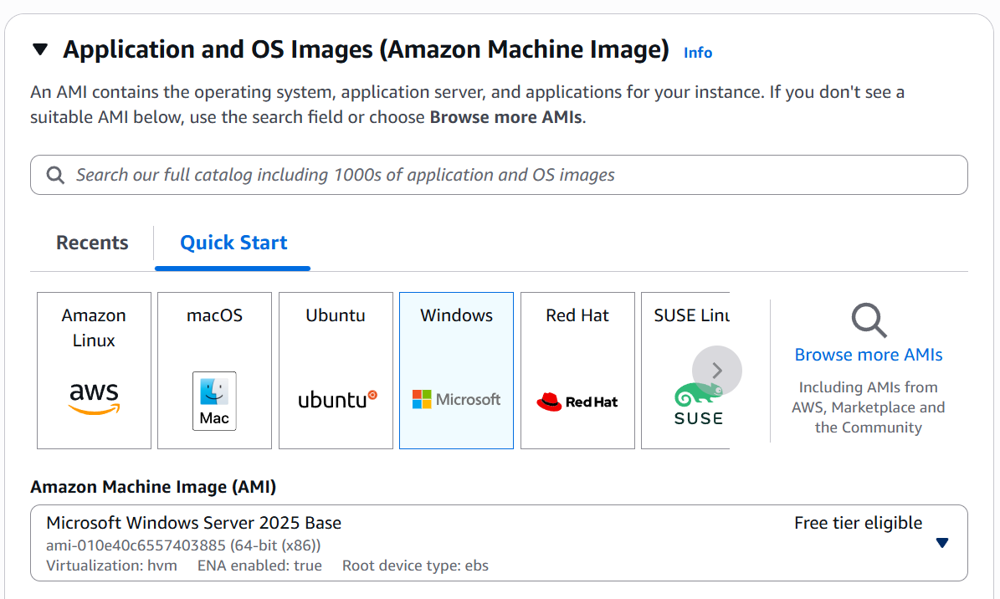 Application and OS Images (Amazon Machine Image) Info
An AMI contains the operating system, application server, and applications for your instance. If you don't see a
suitable AMI below, use the search field or choose Browse more AMIs.
Search our full catalog including 1000s of application and OS images
Recents
Quick Start
Amazon
Linux
aws
macOS
Mac
Ubuntu
ubuntu
Windows
Microsoft
Red Hat
Red Hat
SUSE Linu
SUSE
Browse more AMIs
Including AMIs from
AWS, Marketplace and
the Community
Amazon Machine Image (AMI)
Microsoft Windows Server 2025 Base
Free tier eligible
ami-010e40c6557403885 (64-bit (x86))
Virtualization: hvm ENA enabled: true Root device type: ebs